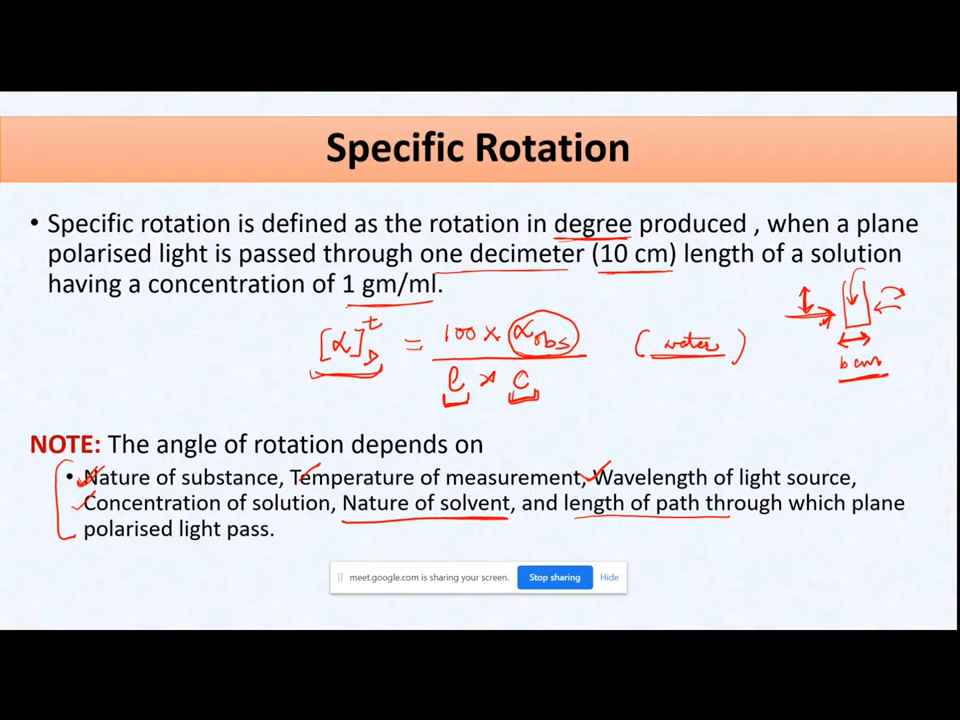 Specific Rotation
• Specific rotation is defined as the rotation in degree produced , when a plane
polarised light is passed through one decimeter (10 cm) length of a solution
having a concentration of 1 gm/ml.
[α]ᵗ_D = 100 × α_obs / l × c (water)
b cm
NOTE: The angle of rotation depends on
• Nature of substance, Temperature of measurement, Wavelength of light source,
Concentration of solution, Nature of solvent, and length of path through which plane
polarised light pass.
meet.google.com is sharing your screen. Stop sharing Hide